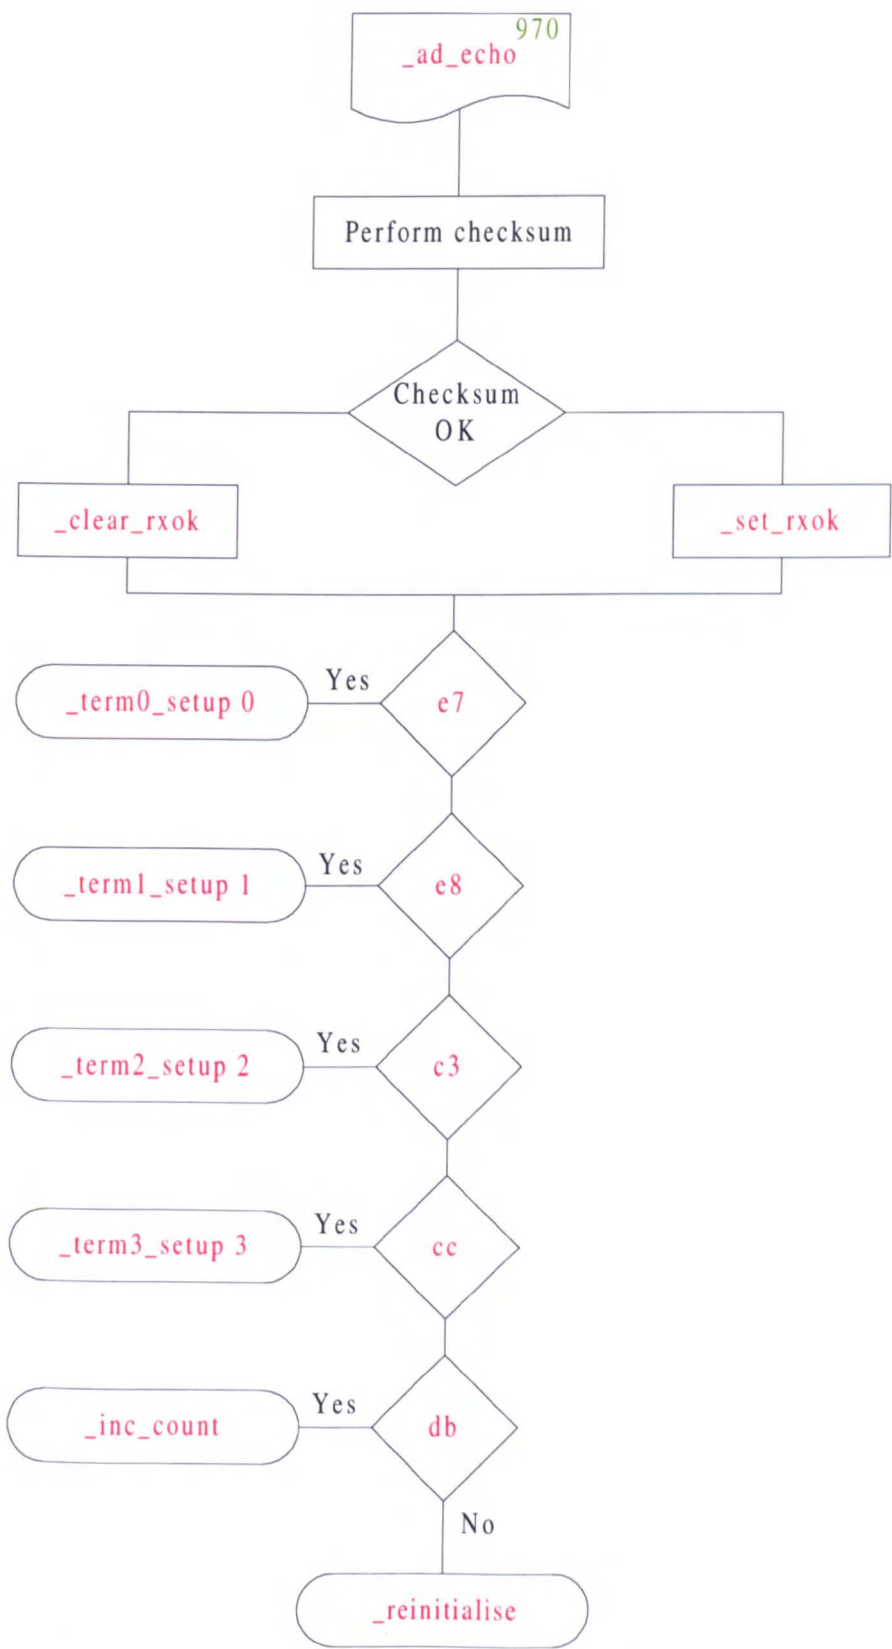 970
_ad_echo
Perform checksum
Checksum
OK
_clear_rxok
_set_rxok
_term0_setup 0
Yes
e7
_term1_setup 1
Yes
e8
_term2_setup 2
Yes
c3
_term3_setup 3
Yes
cc
_inc_count
Yes
db
No
_reinitialise